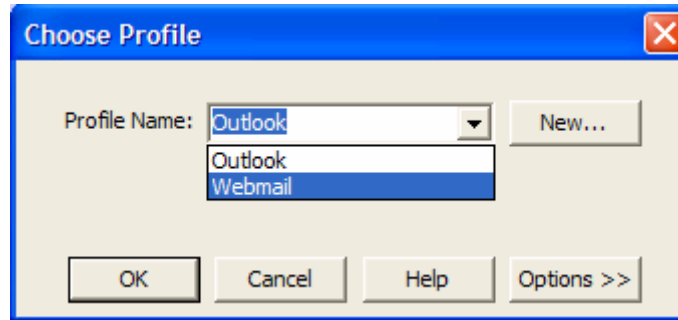 Choose Profile
Profile Name: Outlook New...
Outlook
Webmail
OK Cancel Help Options >>